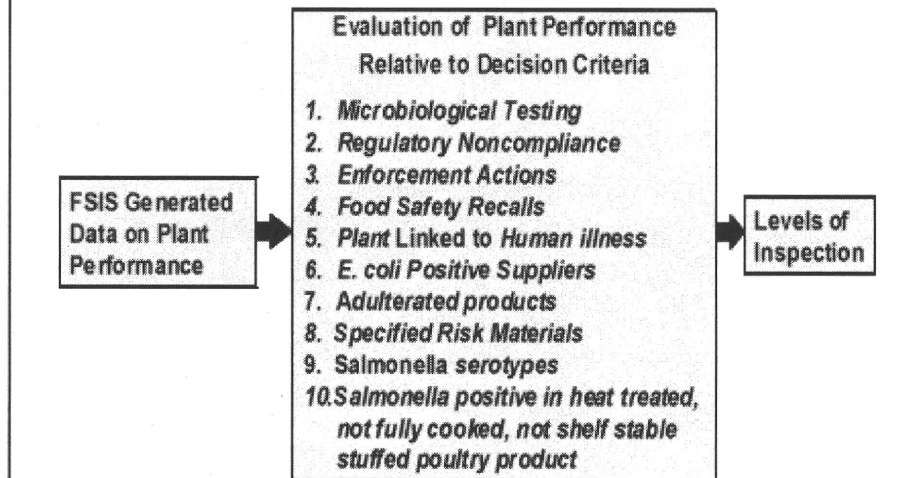 Evaluation of Plant Performance
Relative to Decision Criteria
1. Microbiological Testing
2. Regulatory Noncompliance
3. Enforcement Actions
4. Food Safety Recalls
5. Plant Linked to Human illness
6. E. coli Positive Suppliers
7. Adulterated products
8. Specified Risk Materials
9. Salmonella serotypes
10.Salmonella positive in heat treated,
not fully cooked, not shelf stable
stuffed poultry product
FSIS Generated
Data on Plant
Performance
Levels of
Inspection